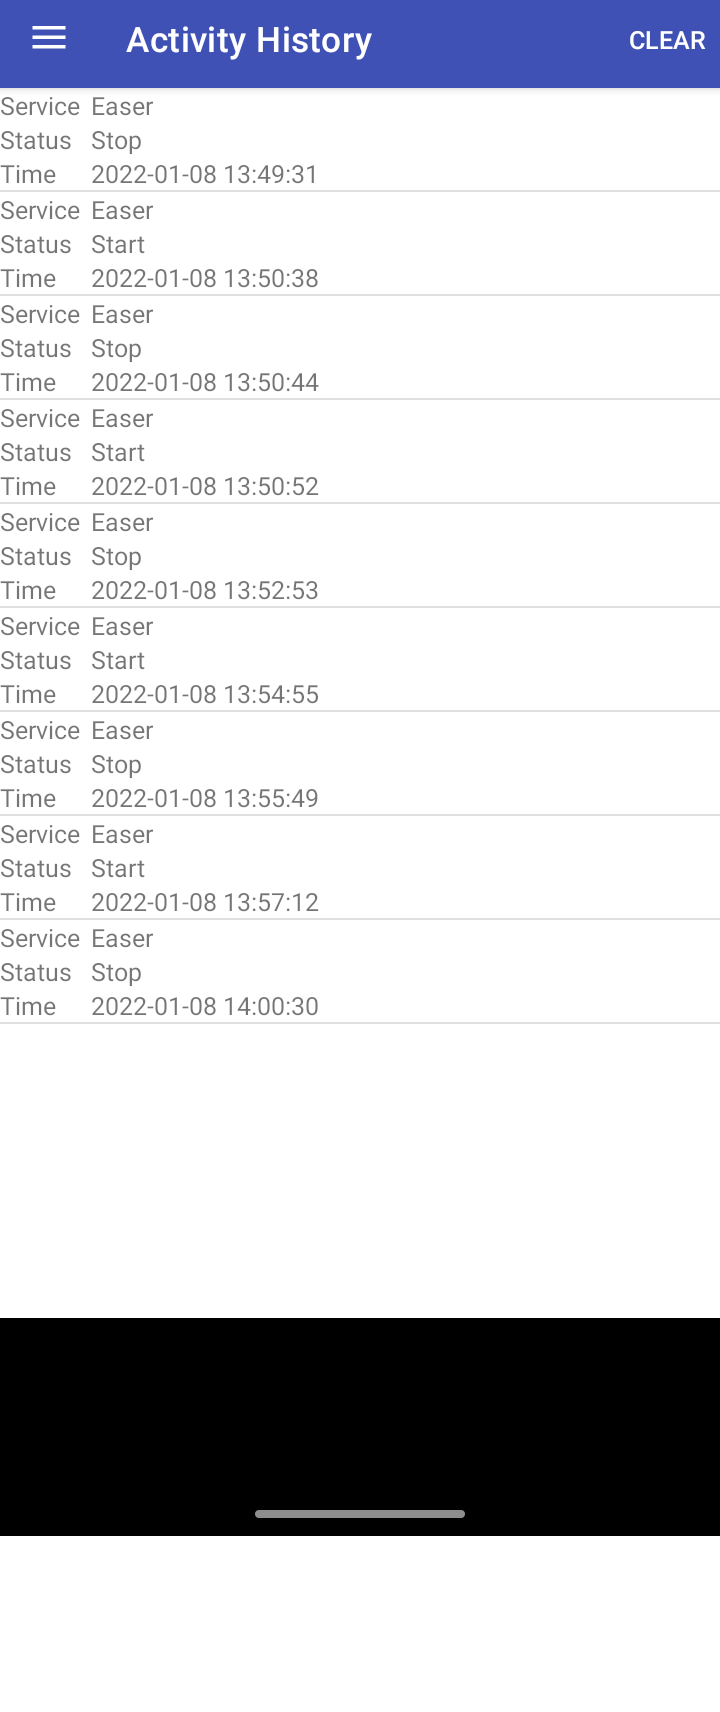 Activity History CLEAR
Service Easer
Status Stop
Time 2022-01-08 13:49:31
Service Easer
Status Start
Time 2022-01-08 13:50:38
Service Easer
Status Stop
Time 2022-01-08 13:50:44
Service Easer
Status Start
Time 2022-01-08 13:50:52
Service Easer
Status Stop
Time 2022-01-08 13:52:53
Service Easer
Status Start
Time 2022-01-08 13:54:55
Service Easer
Status Stop
Time 2022-01-08 13:55:49
Service Easer
Status Start
Time 2022-01-08 13:57:12
Service Easer
Status Stop
Time 2022-01-08 14:00:30